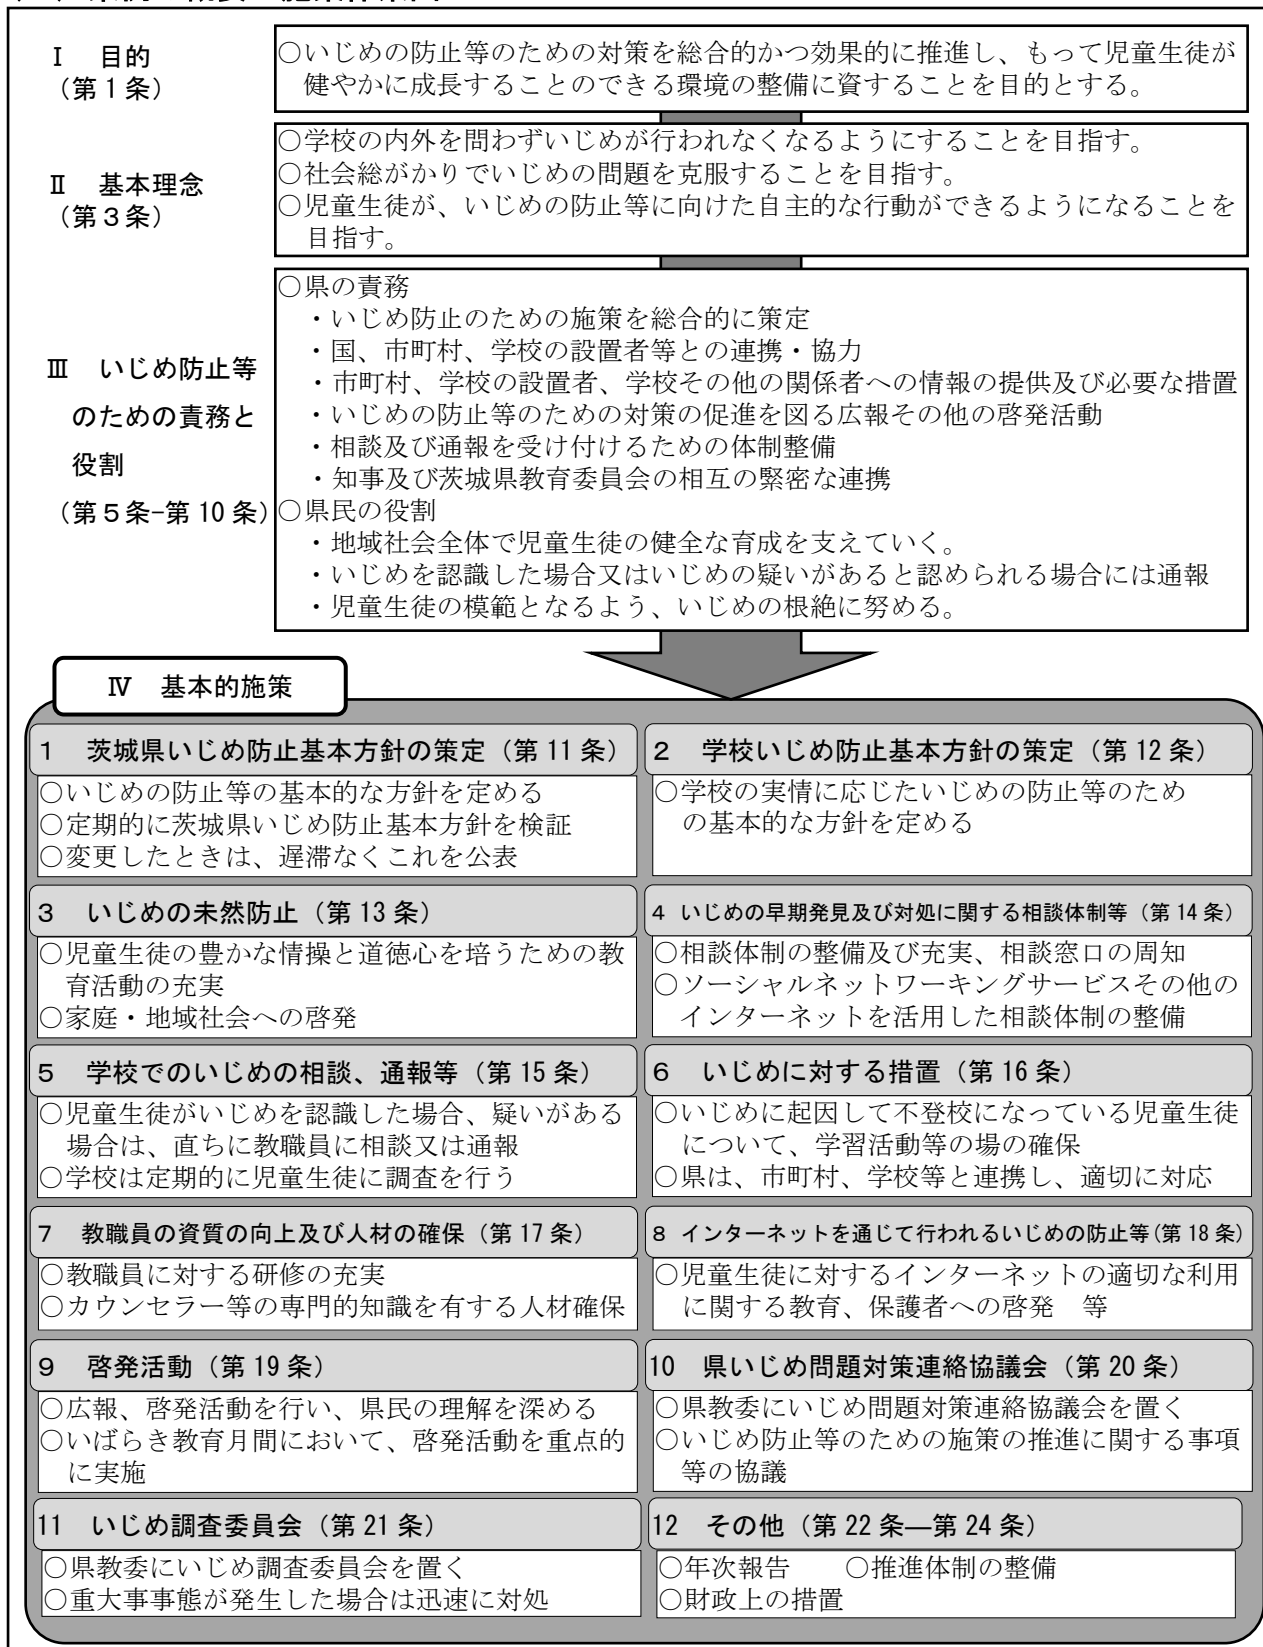 Ⅰ 目的
（第１条）
○いじめの防止等のための対策を総合的かつ効果的に推進し、もって児童生徒が
健やかに成長することのできる環境の整備に資することを目的とする。
Ⅱ 基本理念
（第３条）
○学校の内外を問わずいじめが行われなくなるようにすることを目指す。
○社会総がかりでいじめの問題を克服することを目指す。
○児童生徒が、いじめの防止等に向けた自主的な行動ができるようになることを
目指す。
Ⅲ いじめ防止等
のための責務と
役割
（第５条−第 10 条）
○県の責務
・いじめ防止のための施策を総合的に策定
・国、市町村、学校の設置者等との連携・協力
・市町村、学校の設置者、学校その他の関係者への情報の提供及び必要な措置
・いじめの防止等のための対策の促進を図る広報その他の啓発活動
・相談及び通報を受け付けるための体制整備
・知事及び茨城県教育委員会の相互の緊密な連携
○県民の役割
・地域社会全体で児童生徒の健全な育成を支えていく。
・いじめを認識した場合又はいじめの疑いがあると認められる場合には通報
・児童生徒の模範となるよう、いじめの根絶に努める。
Ⅳ 基本的施策
１ 茨城県いじめ防止基本方針の策定（第 11 条）
○いじめの防止等の基本的な方針を定める
○定期的に茨城県いじめ防止基本方針を検証
○変更したときは、遅滞なくこれを公表
２ 学校いじめ防止基本方針の策定（第 12 条）
○学校の実情に応じたいじめの防止等のため
の基本的な方針を定める
３ いじめの未然防止（第 13 条）
○児童生徒の豊かな情操と道徳心を培うための教
育活動の充実
○家庭・地域社会への啓発
４ いじめの早期発見及び対処に関する相談体制等（第 14 条）
○相談体制の整備及び充実、相談窓口の周知
○ソーシャルネットワーキングサービスその他の
インターネットを活用した相談体制の整備
５ 学校でのいじめの相談、通報等（第 15 条）
○児童生徒がいじめを認識した場合、疑いがある
場合は、直ちに教職員に相談又は通報
○学校は定期的に児童生徒に調査を行う
６ いじめに対する措置（第 16 条）
○いじめに起因して不登校になっている児童生徒
について、学習活動等の場の確保
○県は、市町村、学校等と連携し、適切に対応
７ 教職員の資質の向上及び人材の確保（第 17 条）
○教職員に対する研修の充実
○カウンセラー等の専門的知識を有する人材確保
８ インターネットを通じて行われるいじめの防止等（第 18 条）
○児童生徒に対するインターネットの適切な利用
に関する教育、保護者への啓発 等
９ 啓発活動（第 19 条）
○広報、啓発活動を行い、県民の理解を深める
○いばらき教育月間において、啓発活動を重点的
に実施
10 県いじめ問題対策連絡協議会（第 20 条）
○県教委にいじめ問題対策連絡協議会を置く
○いじめ防止等のための施策の推進に関する事項
等の協議
11 いじめ調査委員会（第 21 条）
○県教委にいじめ調査委員会を置く
○重大事事態が発生した場合は迅速に対処
12 その他（第 22 条―第 24 条）
○年次報告 ○推進体制の整備
○財政上の措置